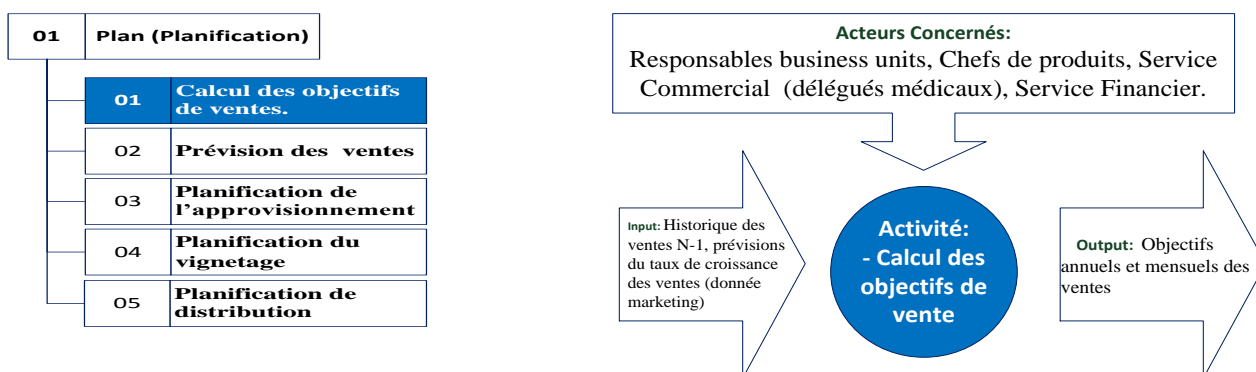 01 Plan (Planification)
01 Calcul des objectifs
de ventes.
02 Prévision des ventes
03 Planification de
l'approvisionnement
04 Planification du
vignetage
05 Planification de
distribution
Acteurs Concernés:
Responsables business units, Chefs de produits, Service
Commercial (délégués médicaux), Service Financier.
Input: Historique des
ventes N-1, prévisions
du taux de croissance
des ventes (donnée
marketing)
Activité:
- Calcul des
objectifs de
vente
Output: Objectifs
annuels et mensuels des
ventes